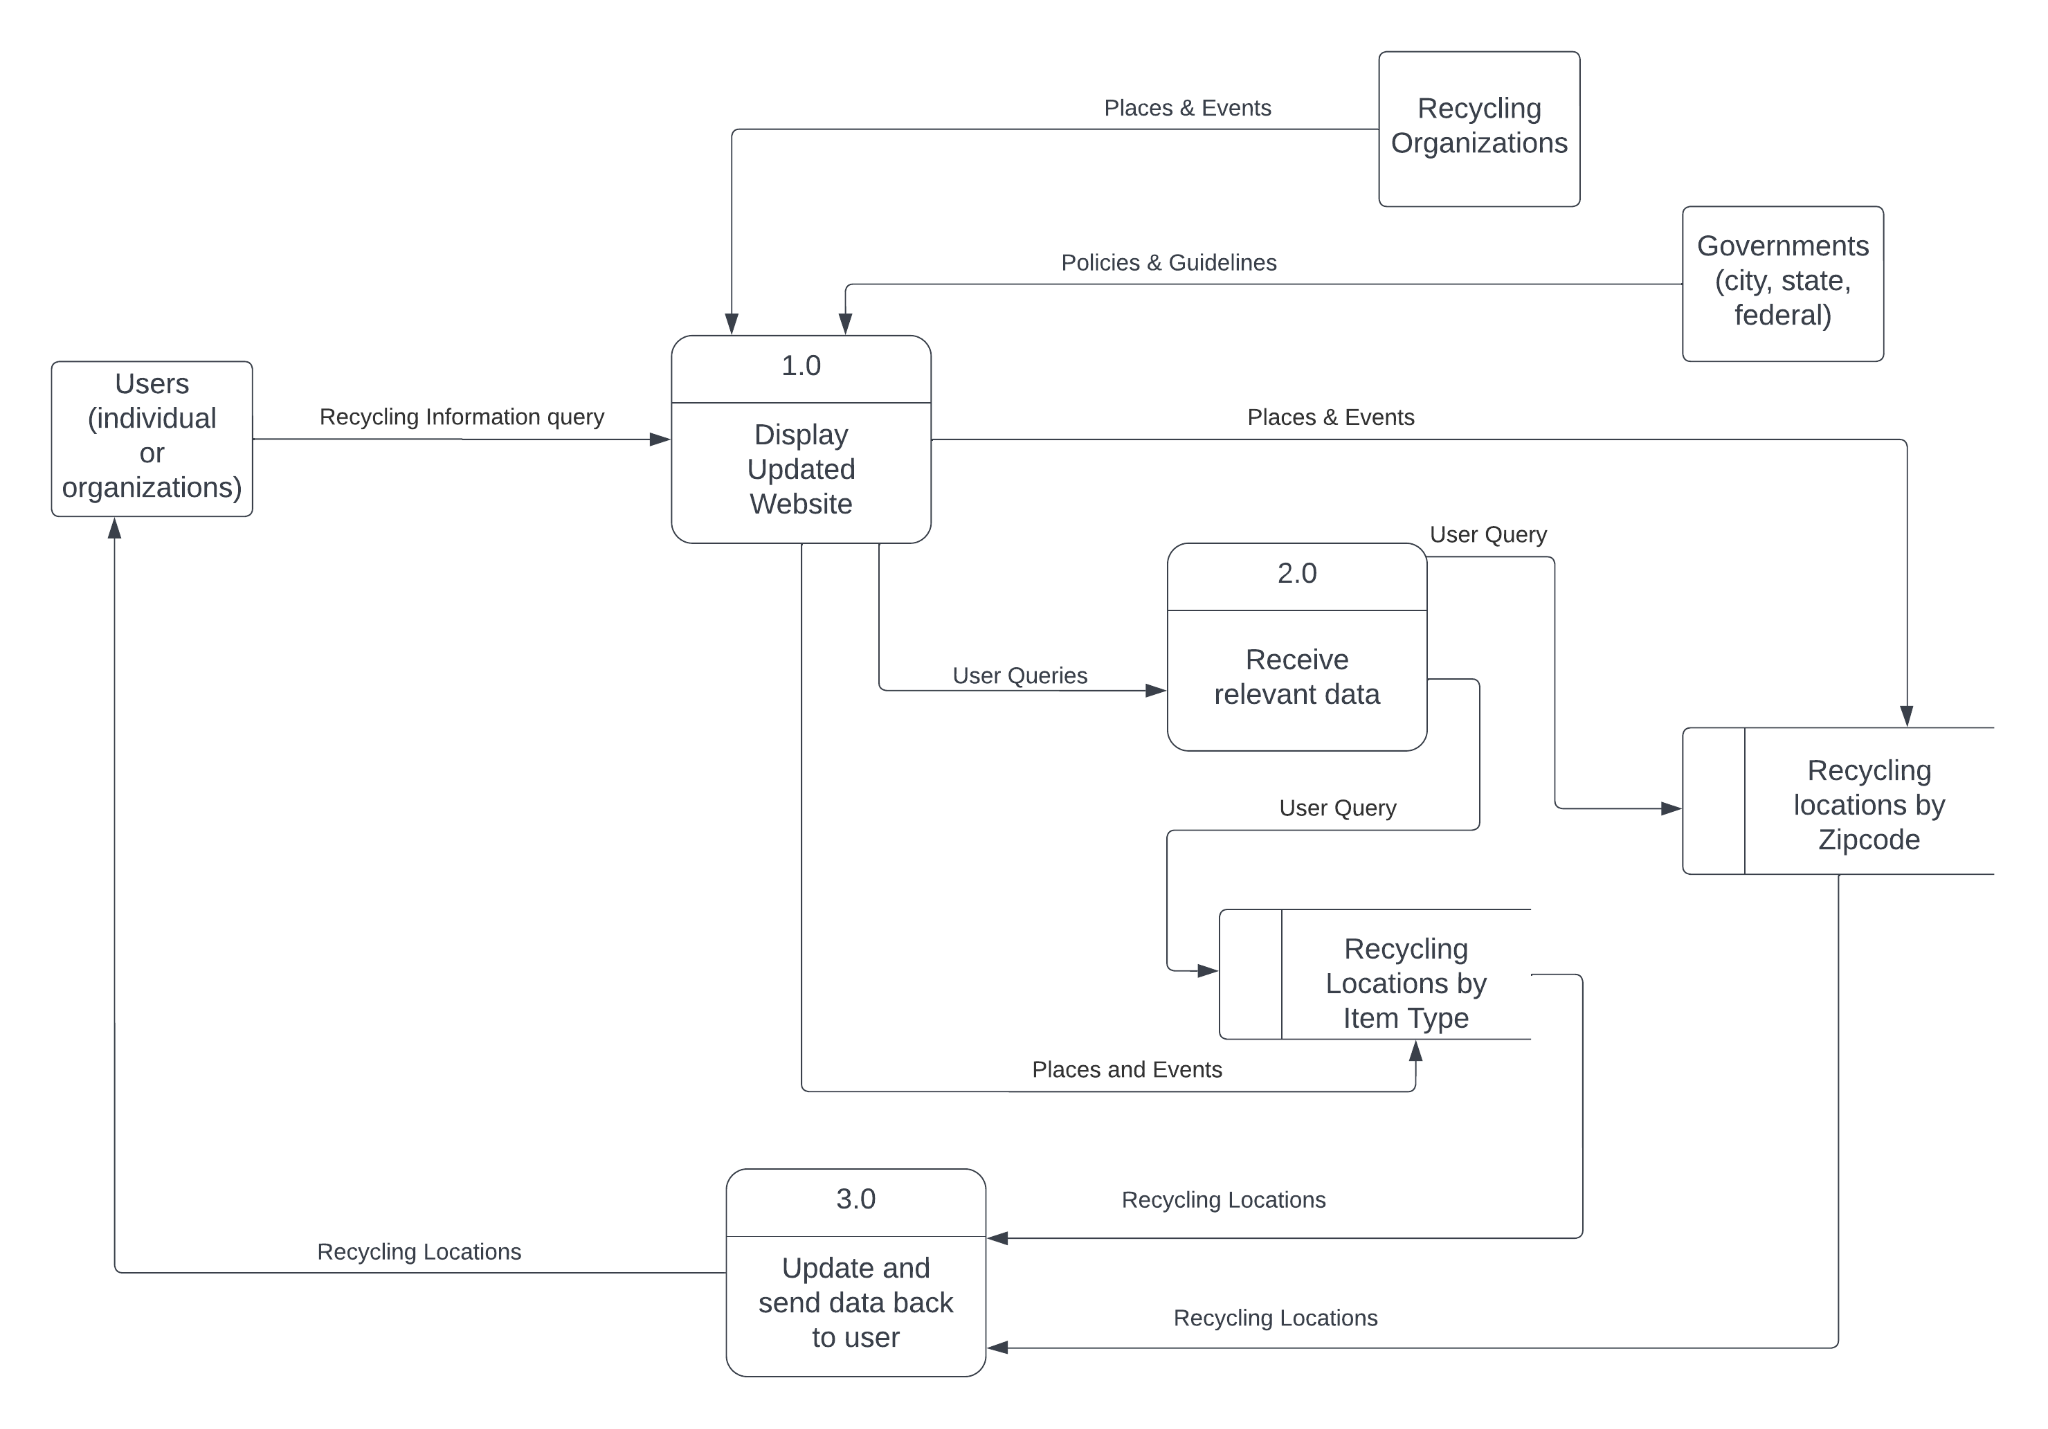 Places & Events
Recycling
Organizations
Policies & Guidelines
Governments
(city, state,
federal)
Users
(individual
or
organizations)
Recycling Information query
1.0
Display
Updated
Website
Places & Events
User Query
2.0
Receive
relevant data
User Queries
User Query
Recycling
locations by
Zipcode
Recycling
Locations by
Item Type
Places and Events
3.0
Update and
send data back
to user
Recycling Locations
Recycling Locations
Recycling Locations